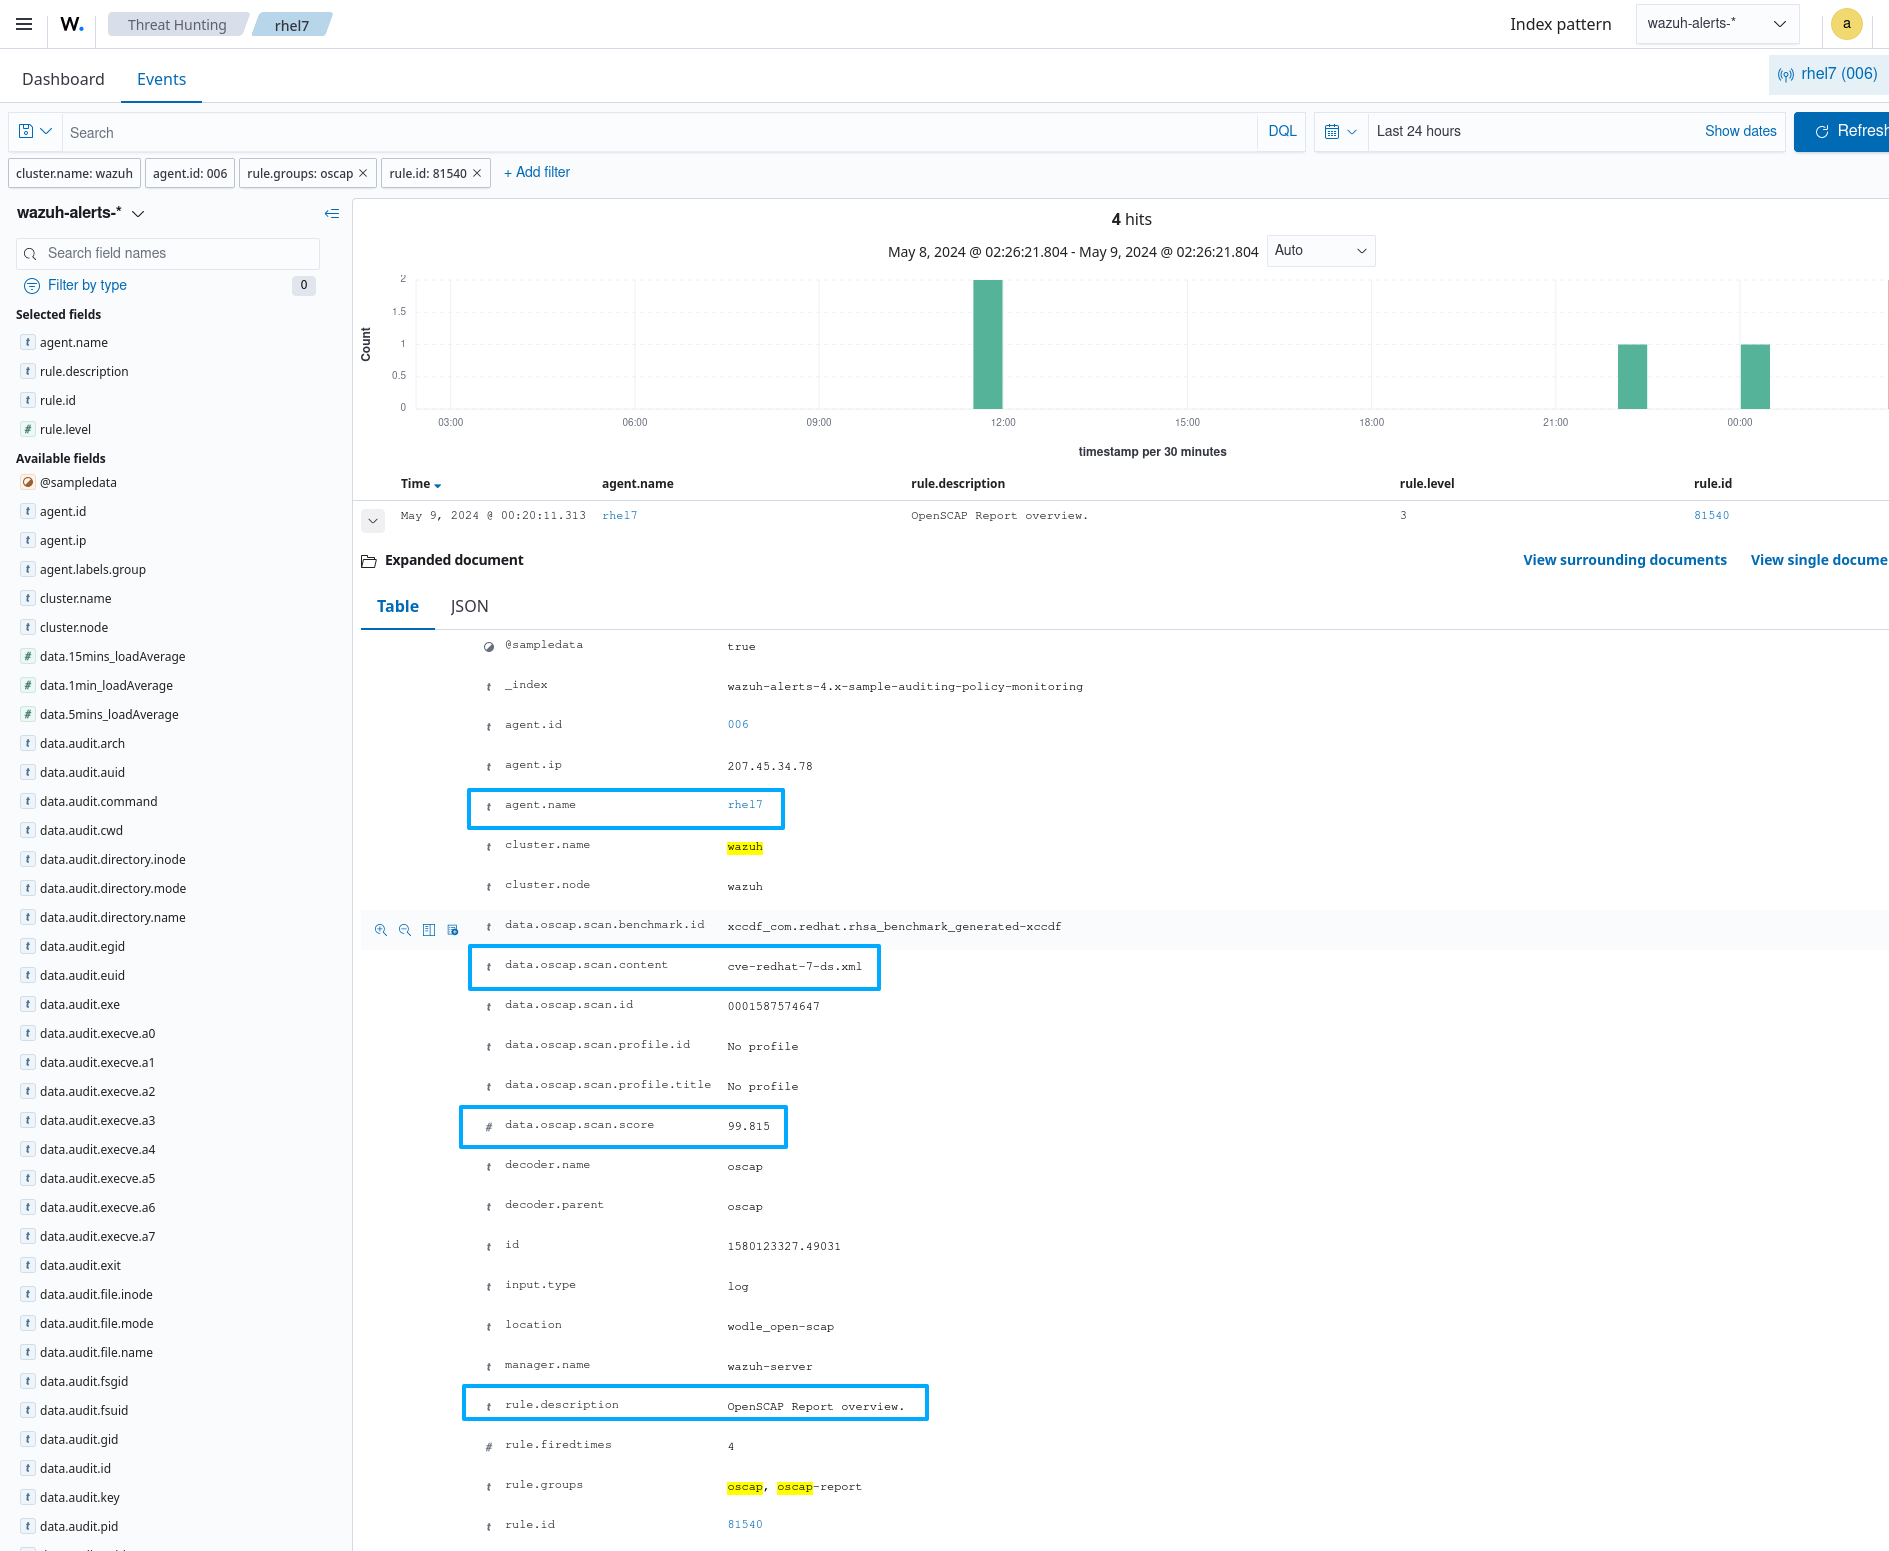 W. Threat Hunting rhel7 Index pattern wazuh-alerts-* a
Dashboard Events rhel7 (006)
Search DQL Last 24 hours Show dates Refresh
cluster.name: wazuh agent.id: 006 rule.groups: oscap × rule.id: 81540 × + Add filter
wazuh-alerts-*
Search field names
Filter by type 0
Selected fields
t agent.name
t rule.description
t rule.id
# rule.level
Available fields
@sampledata
t agent.id
t agent.ip
t agent.labels.group
t cluster.name
t cluster.node
# data.15mins_loadAverage
# data.1min_loadAverage
# data.5mins_loadAverage
t data.audit.arch
t data.audit.auid
t data.audit.command
t data.audit.cwd
t data.audit.directory.inode
t data.audit.directory.mode
t data.audit.directory.name
t data.audit.egid
t data.audit.euid
t data.audit.exe
t data.audit.execve.a0
t data.audit.execve.a1
t data.audit.execve.a2
t data.audit.execve.a3
t data.audit.execve.a4
t data.audit.execve.a5
t data.audit.execve.a6
t data.audit.execve.a7
t data.audit.exit
t data.audit.file.inode
t data.audit.file.mode
t data.audit.file.name
t data.audit.fsgid
t data.audit.fsuid
t data.audit.gid
t data.audit.id
t data.audit.key
t data.audit.pid
4 hits
May 8, 2024 @ 02:26:21.804 - May 9, 2024 @ 02:26:21.804 Auto
2
1.5
1
0.5
0
Count
03:00 06:00 09:00 12:00 15:00 18:00 21:00 00:00
timestamp per 30 minutes
Time agent.name rule.description rule.level rule.id
May 9, 2024 @ 00:20:11.313 rhel7 OpenSCAP Report overview. 3 81540
Expanded document View surrounding documents View single docume
Table JSON
@sampledata true
t _index wazuh-alerts-4.x-sample-auditing-policy-monitoring
t agent.id 006
t agent.ip 207.45.34.78
t agent.name rhel7
t cluster.name wazuh
t cluster.node wazuh
t data.oscap.scan.benchmark.id xccdf_com.redhat.rhsa_benchmark_generated-xccdf
t data.oscap.scan.content cve-redhat-7-ds.xml
t data.oscap.scan.id 0001587574647
t data.oscap.scan.profile.id No profile
t data.oscap.scan.profile.title No profile
# data.oscap.scan.score 99.815
t decoder.name oscap
t decoder.parent oscap
t id 1580123327.49031
t input.type log
t location wodle_open-scap
t manager.name wazuh-server
t rule.description OpenSCAP Report overview.
# rule.firedtimes 4
t rule.groups oscap, oscap-report
t rule.id 81540